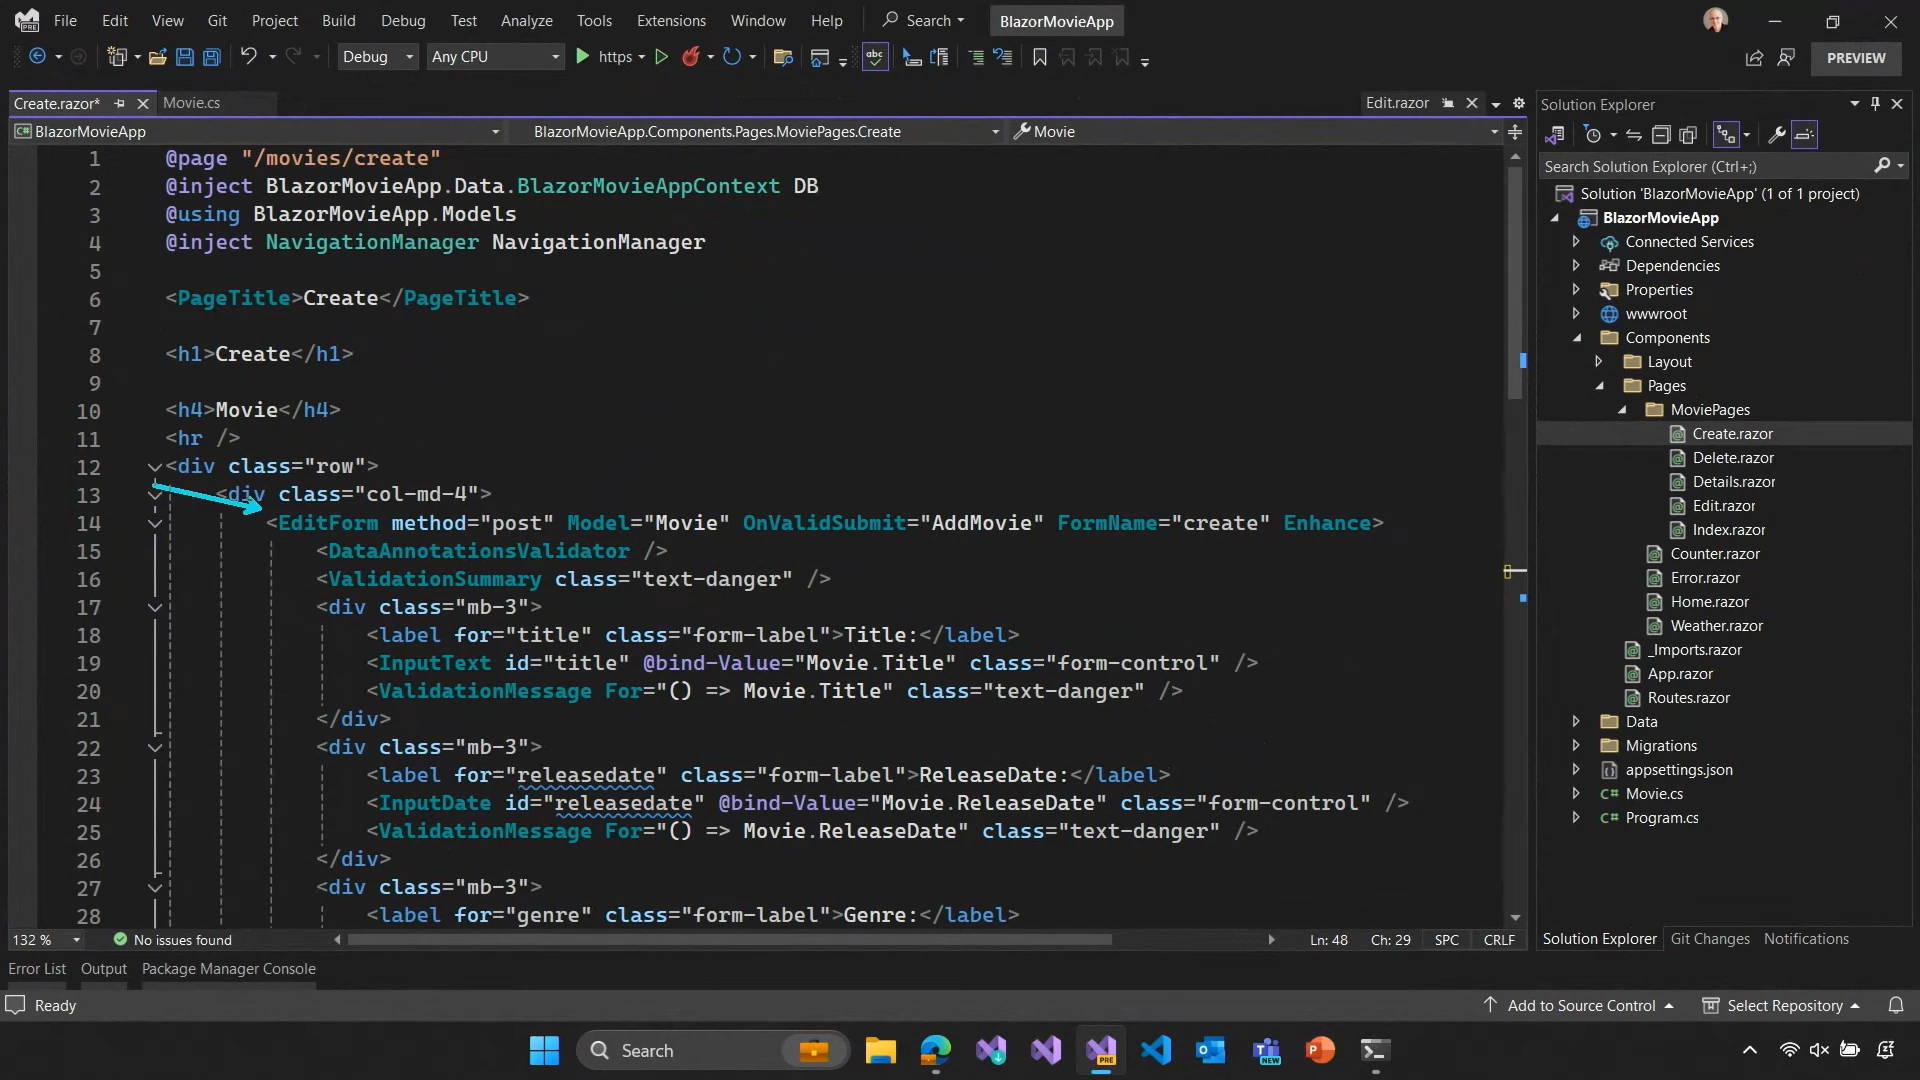 File Edit View Git Project Build Debug Test Analyze Tools Extensions Window Help Search BlazorMovieApp
Debug Any CPU https abc PREVIEW
Create.razor* Movie.cs Edit.razor
BlazorMovieApp BlazorMovieApp.Components.Pages.MoviePages.Create Movie
1 @page "/movies/create"
2 @inject BlazorMovieApp.Data.BlazorMovieAppContext DB
3 @using BlazorMovieApp.Models
4 @inject NavigationManager NavigationManager
5
6 <PageTitle>Create</PageTitle>
7
8 <h1>Create</h1>
9
10 <h4>Movie</h4>
11 <hr />
12 <div class="row">
13 <div class="col-md-4">
14 <EditForm method="post" Model="Movie" OnValidSubmit="AddMovie" FormName="create" Enhance>
15 <DataAnnotationsValidator />
16 <ValidationSummary class="text-danger" />
17 <div class="mb-3">
18 <label for="title" class="form-label">Title:</label>
19 <InputText id="title" @bind-Value="Movie.Title" class="form-control" />
20 <ValidationMessage For="() => Movie.Title" class="text-danger" />
21 </div>
22 <div class="mb-3">
23 <label for="releasedate" class="form-label">ReleaseDate:</label>
24 <InputDate id="releasedate" @bind-Value="Movie.ReleaseDate" class="form-control" />
25 <ValidationMessage For="() => Movie.ReleaseDate" class="text-danger" />
26 </div>
27 <div class="mb-3">
28 <label for="genre" class="form-label">Genre:</label>
132 % No issues found Ln: 48 Ch: 29 SPC CRLF
Solution Explorer
Search Solution Explorer (Ctrl+;)
Solution 'BlazorMovieApp' (1 of 1 project)
BlazorMovieApp
Connected Services
Dependencies
Properties
wwwroot
Components
Layout
Pages
MoviePages
Create.razor
Delete.razor
Details.razor
Edit.razor
Index.razor
Counter.razor
Error.razor
Home.razor
Weather.razor
_Imports.razor
App.razor
Routes.razor
Data
Migrations
appsettings.json
C# Movie.cs
C# Program.cs
Solution Explorer Git Changes Notifications
Error List Output Package Manager Console
Ready Add to Source Control Select Repository
Search PRE NEW